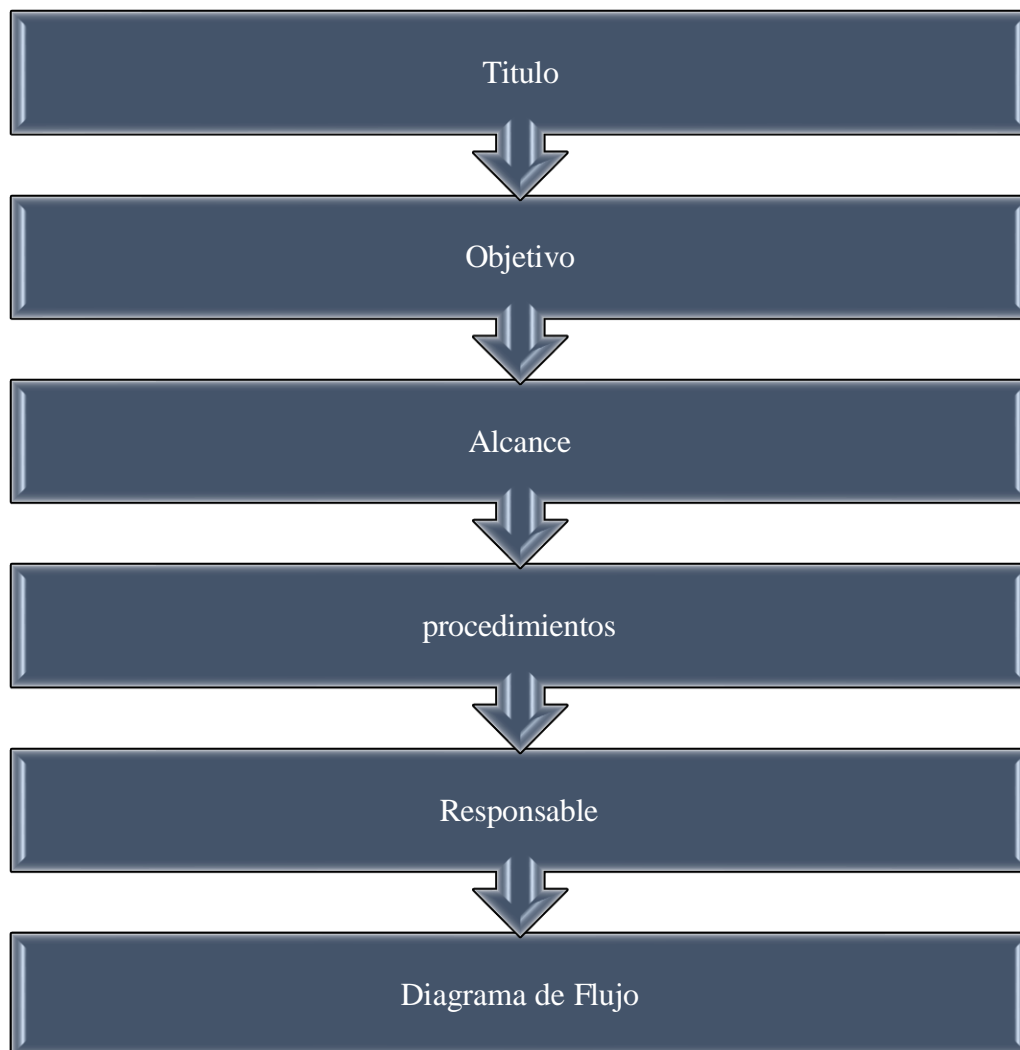 Titulo
Objetivo
Alcance
procedimientos
Responsable
Diagrama de Flujo